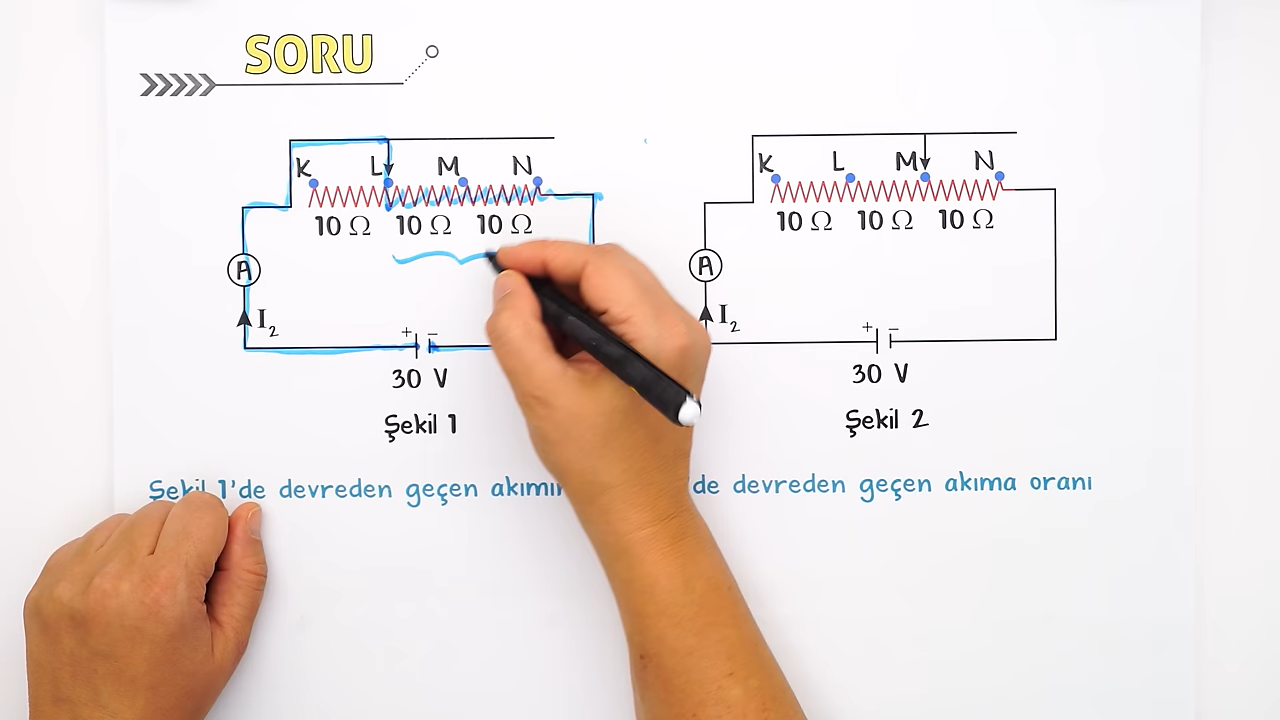 SORU
K L M N
10 Ω 10 Ω 10 Ω
A
I2
+ −
30 V
Şekil 1
K L M N
10 Ω 10 Ω 10 Ω
A
I2
+ −
30 V
Şekil 2
Şekil 1'de devreden geçen 'de devreden geçen akıma oranı